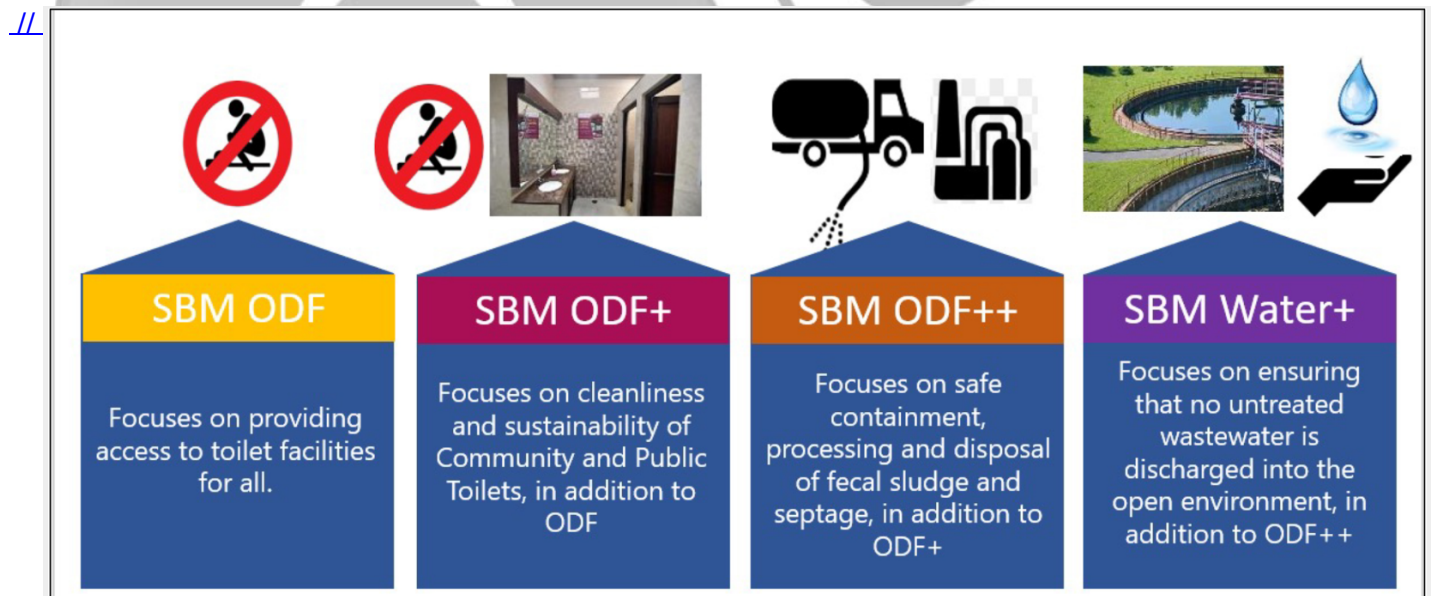 //
SBM ODF
Focuses on providing
access to toilet facilities
for all.
SBM ODF+
Focuses on cleanliness
and sustainability of
Community and Public
Toilets, in addition to
ODF
SBM ODF++
Focuses on safe
containment,
processing and disposal
of fecal sludge and
septage, in addition to
ODF+
SBM Water+
Focuses on ensuring
that no untreated
wastewater is
discharged into the
open environment, in
addition to ODF++